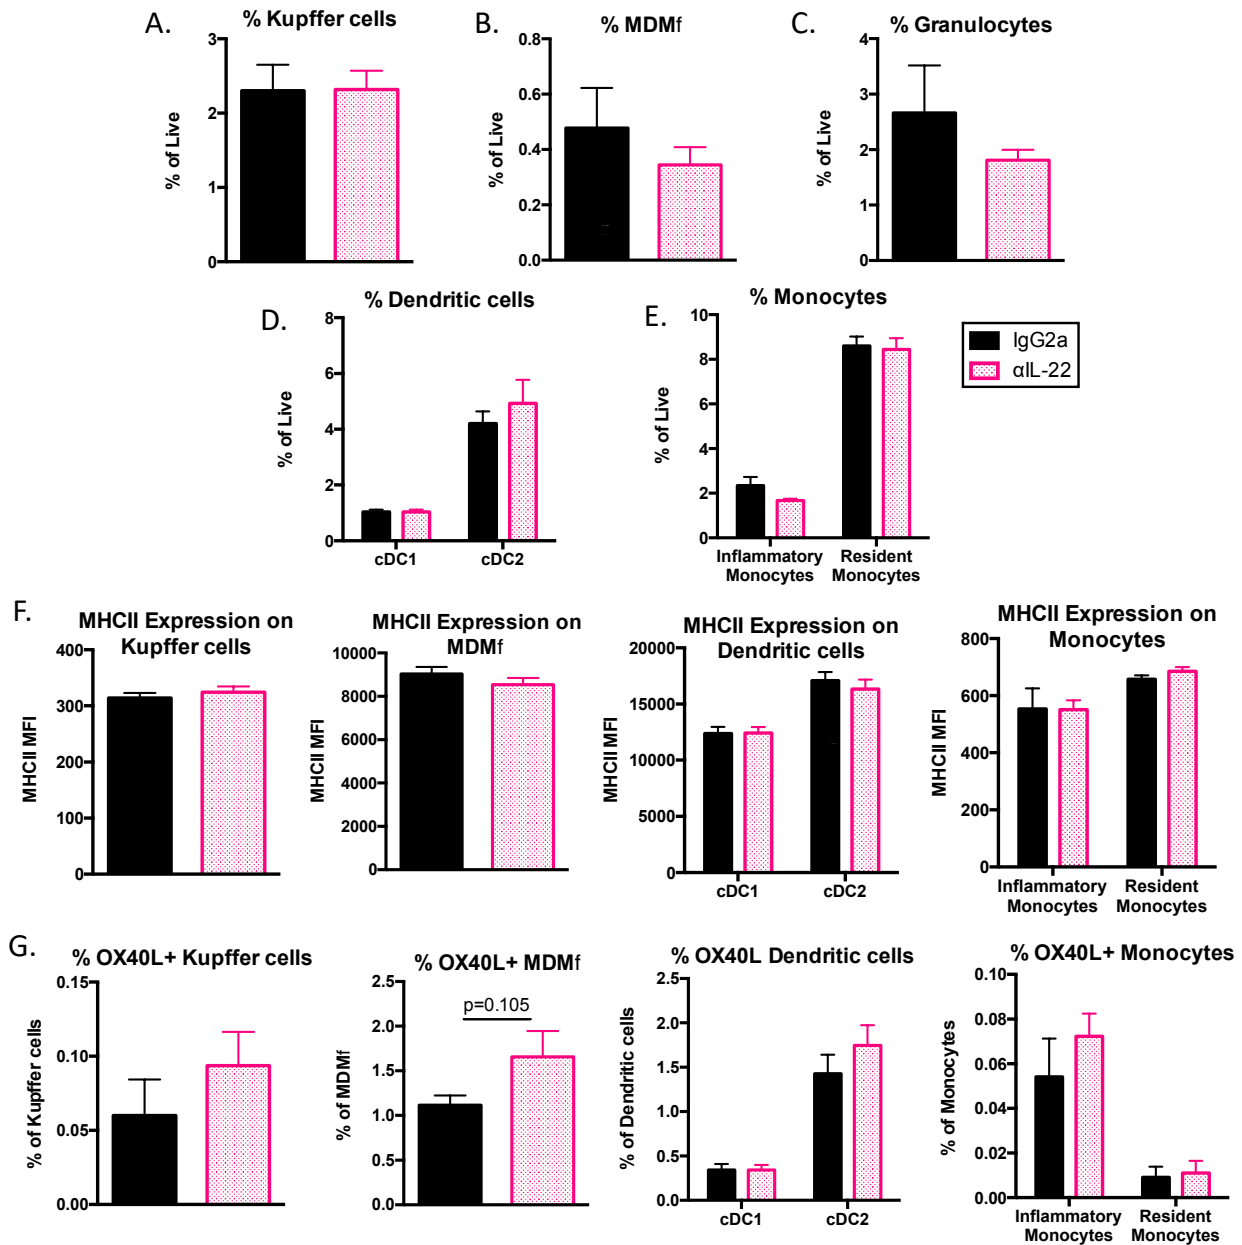 A.
% Kupffer cells
% of Live
3
2
1
0
B.
% MDMf
% of Live
0.8
0.6
0.4
0.2
0.0
C.
% Granulocytes
% of Live
4
3
2
1
0
D.
% Dendritic cells
% of Live
8
6
4
2
0
cDC1
cDC2
E.
% Monocytes
% of Live
10
8
6
4
2
0
Inflammatory
Monocytes
Resident
Monocytes
IgG2a
αIL-22
F.
MHCII Expression on
Kupffer cells
MHCII MFI
400
300
200
100
0
MHCII Expression on
MDMf
MHCII MFI
10000
8000
6000
4000
2000
0
MHCII Expression on
Dendritic cells
MHCII MFI
20000
15000
10000
5000
0
cDC1
cDC2
MHCII Expression on
Monocytes
MHCII MFI
800
600
400
200
0
Inflammatory
Monocytes
Resident
Monocytes
G.
% OX40L+ Kupffer cells
% of Kupffer cells
0.15
0.10
0.05
0.00
% OX40L+ MDMf
% of MDMf
2.5
2.0
1.5
1.0
0.5
0.0
p=0.105
% OX40L Dendritic cells
% of Dendritic cells
2.5
2.0
1.5
1.0
0.5
0.0
cDC1
cDC2
% OX40L+ Monocytes
% of Monocytes
0.10
0.08
0.06
0.04
0.02
0.00
Inflammatory
Monocytes
Resident
Monocytes